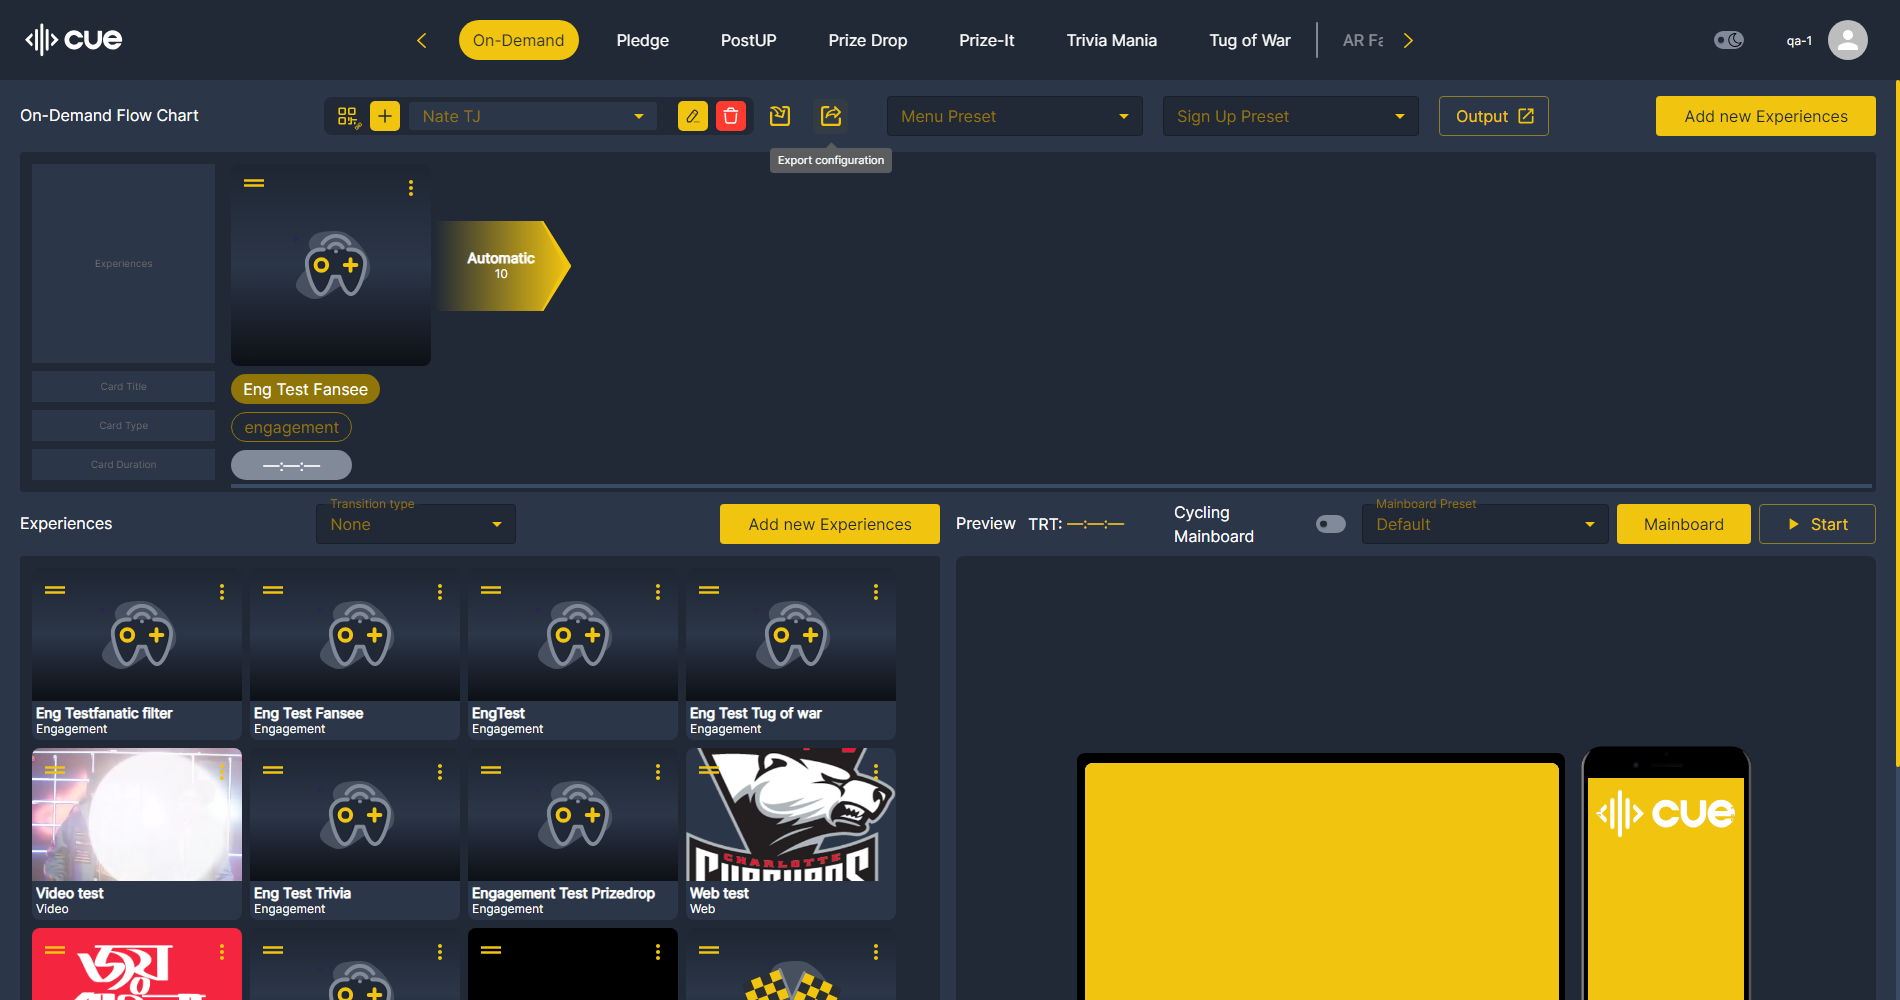 cue
On-Demand
Pledge
PostUP
Prize Drop
Prize-It
Trivia Mania
Tug of War
qa-1
On-Demand Flow Chart
Nate TJ
Menu Preset
Sign Up Preset
Output
Add new Experiences
Export configuration
Experiences
Automatic
10
Card Title
Eng Test Fansee
Card Type
engagement
Card Duration
—:—:—
Experiences
Transition type
None
Add new Experiences
Preview
TRT: —:—:—
Cycling
Mainboard
Mainboard Preset
Default
Mainboard
Start
Eng Testfanatic filter
Engagement
Eng Test Fansee
Engagement
EngTest
Engagement
Eng Test Tug of war
Engagement
CHARLOTTE
cue
Video test
Video
Eng Test Trivia
Engagement
Engagement Test Prizedrop
Engagement
Web test
Web
জয়